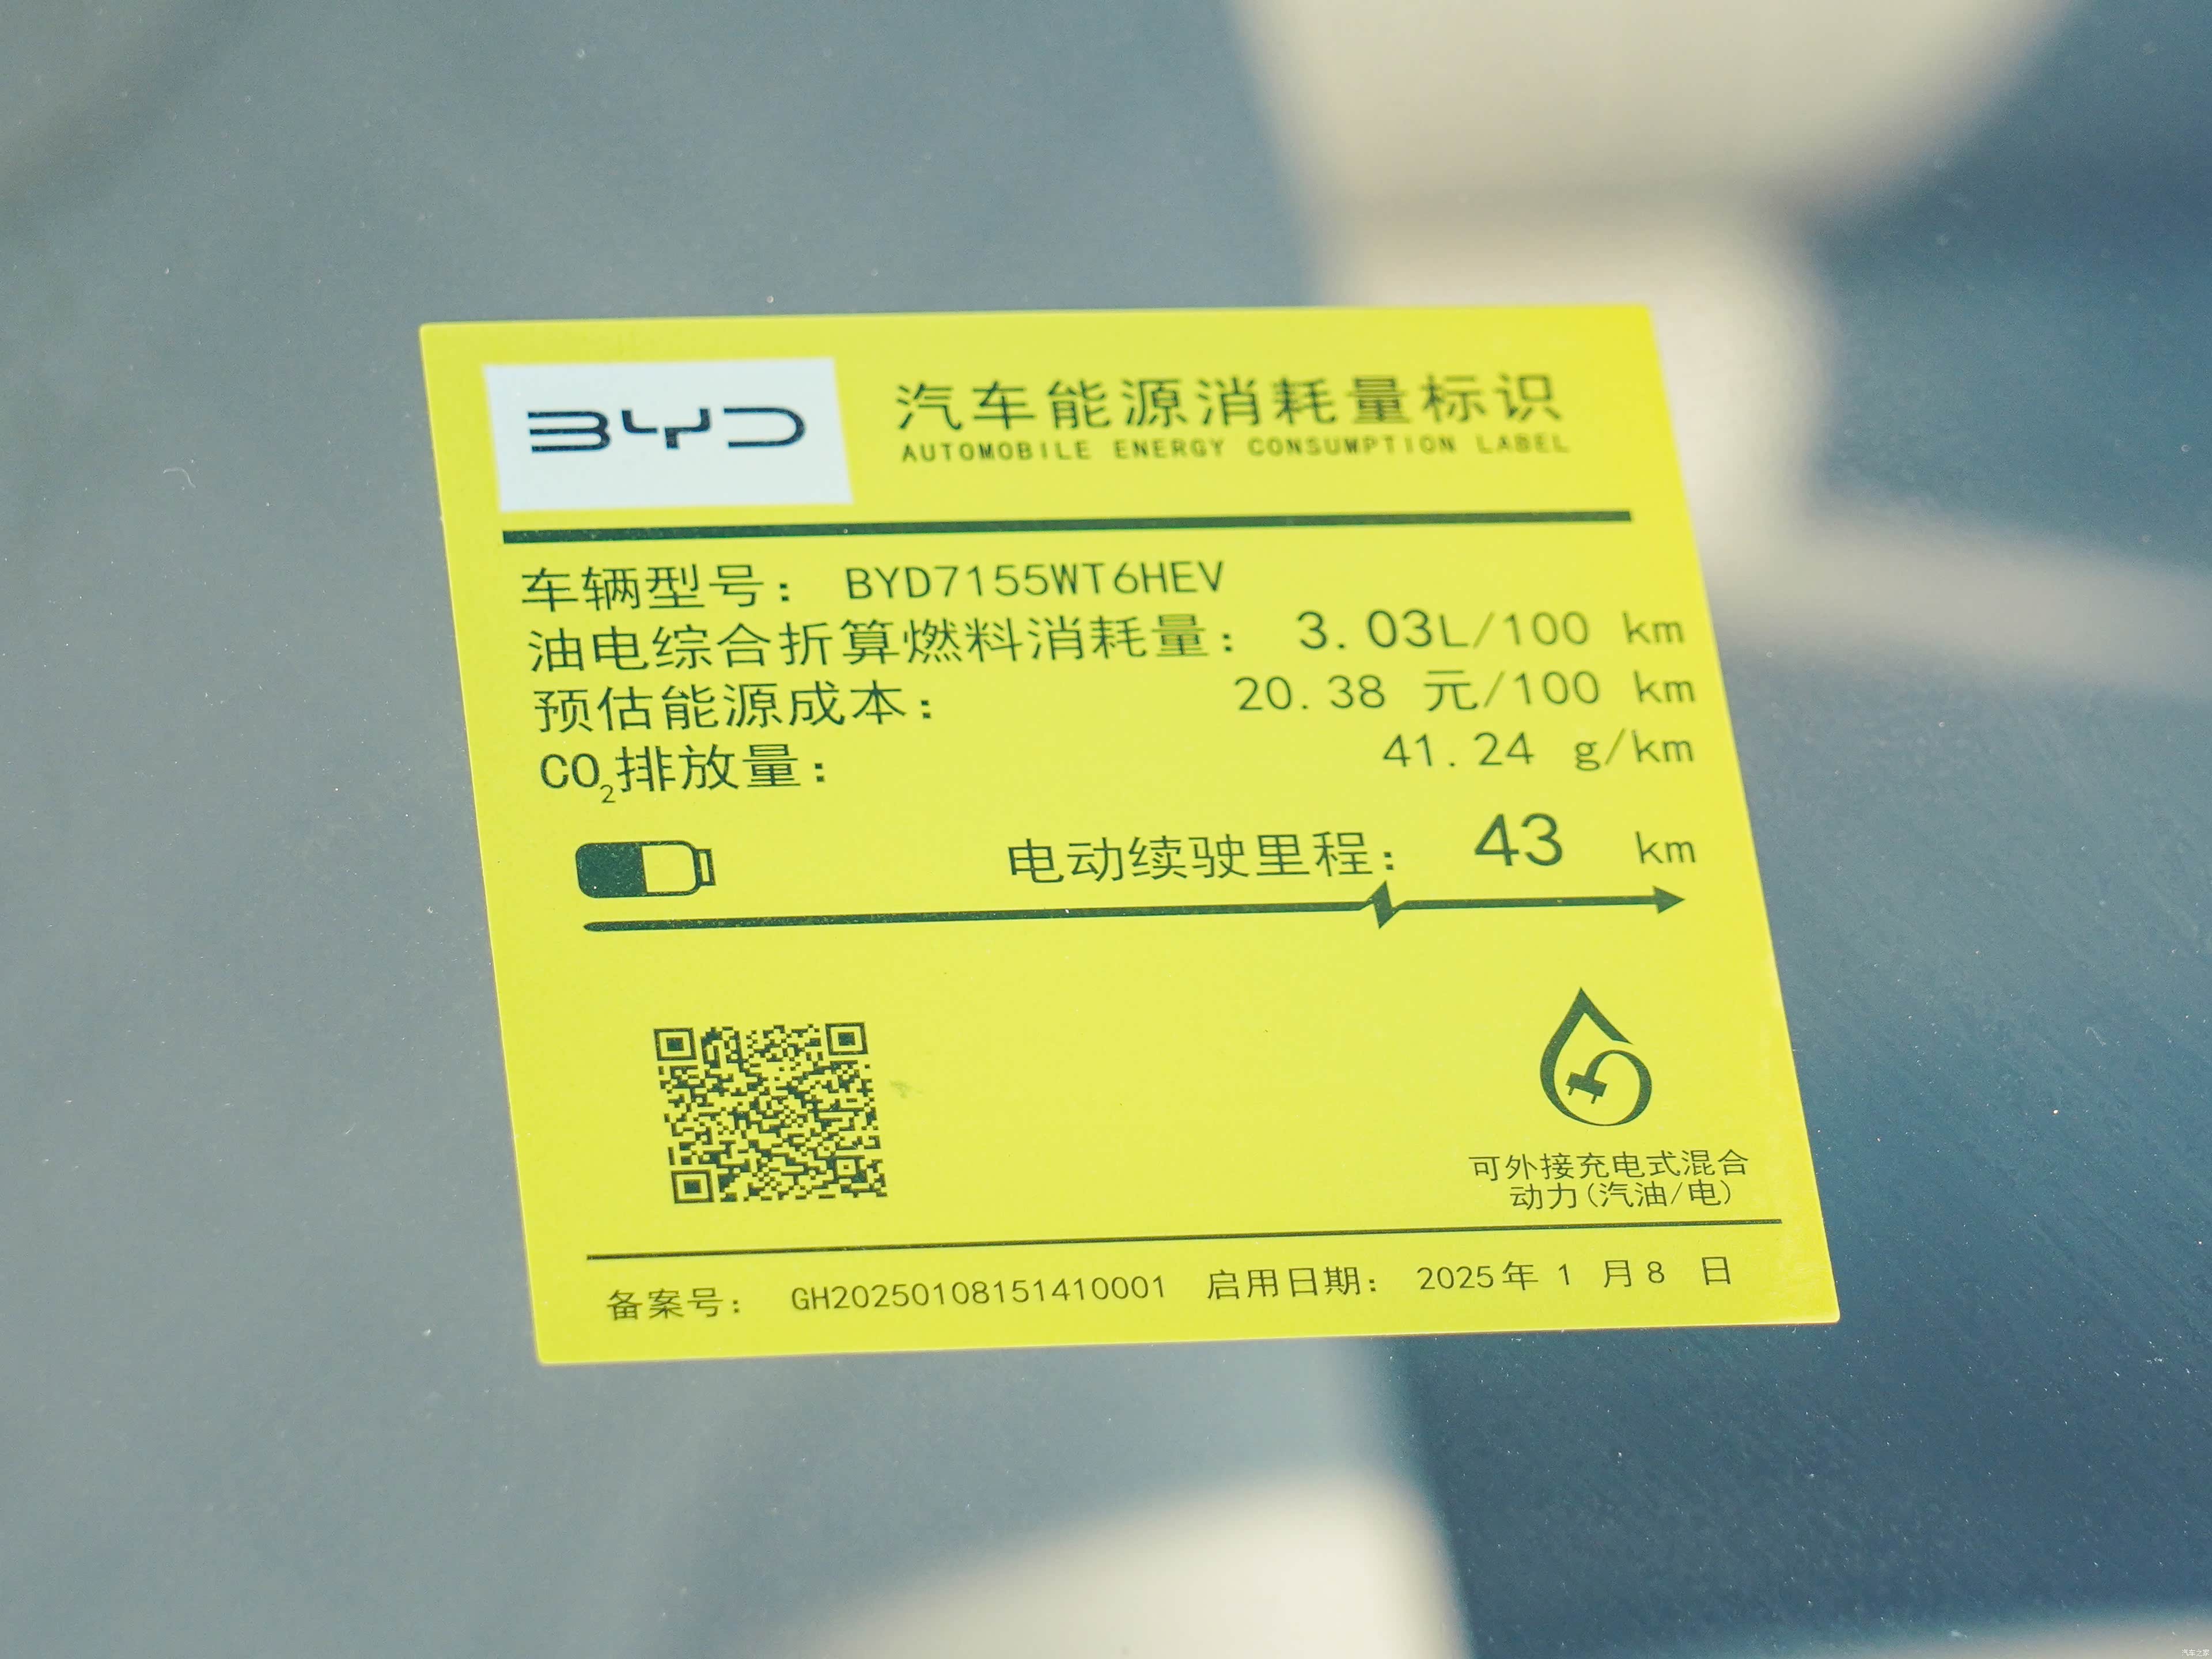 BYD
汽车能源消耗量标识
AUTOMOBILE ENERGY CONSUMPTION LABEL
车辆型号： BYD7155WT6HEV
油电综合折算燃料消耗量： 3.03L/100 km
预估能源成本： 20.38 元/100 km
CO₂排放量： 41.24 g/km
电动续驶里程： 43 km
可外接充电式混合
动力(汽油/电)
备案号： GH20250108151410001 启用日期： 2025年 1 月 8 日
汽车之家